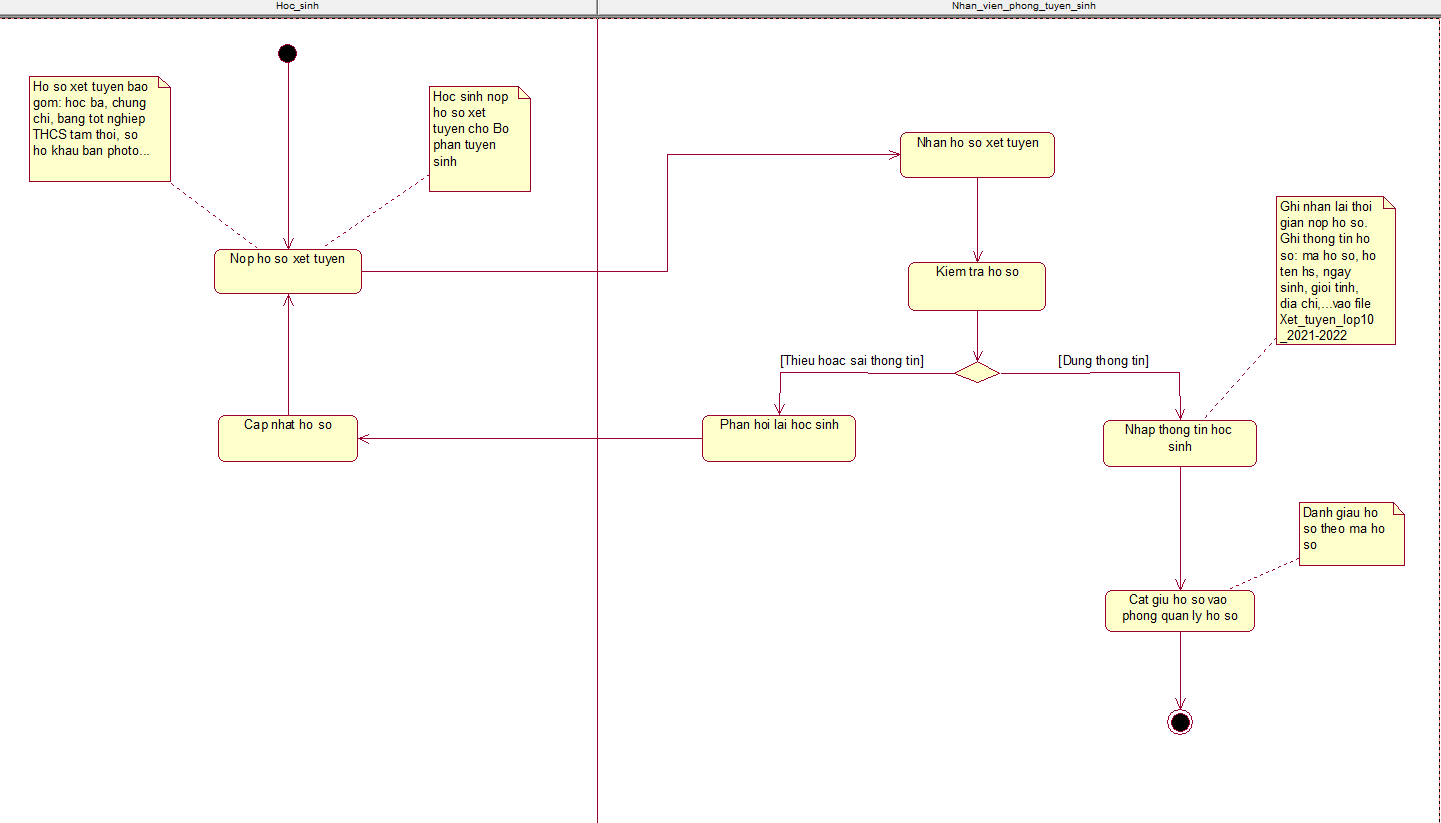 Hoc_sinh
Nhan_vien_phong_tuyen_sinh
Ho so xet tuyen bao
gom: hoc ba, chung
chi, bang tot nghiep
THCS tam thoi, so
ho khau ban photo...
Hoc sinh nop
ho so xet
tuyen cho Bo
phan tuyen
sinh
Nhan ho so xet tuyen
Ghi nhan lai thoi
gian nop ho so.
Ghi thong tin ho
so: ma ho so, ho
ten hs, ngay
sinh, gioi tinh,
dia chi,...vao file
Xet_tuyen_lop10
_2021-2022
Nop ho so xet tuyen
Kiem tra ho so
[Thieu hoac sai thong tin]
[Dung thong tin]
Cap nhat ho so
Phan hoi lai hoc sinh
Nhap thong tin hoc
sinh
Danh giau ho
so theo ma ho
so
Cat giu ho so vao
phong quan ly ho so